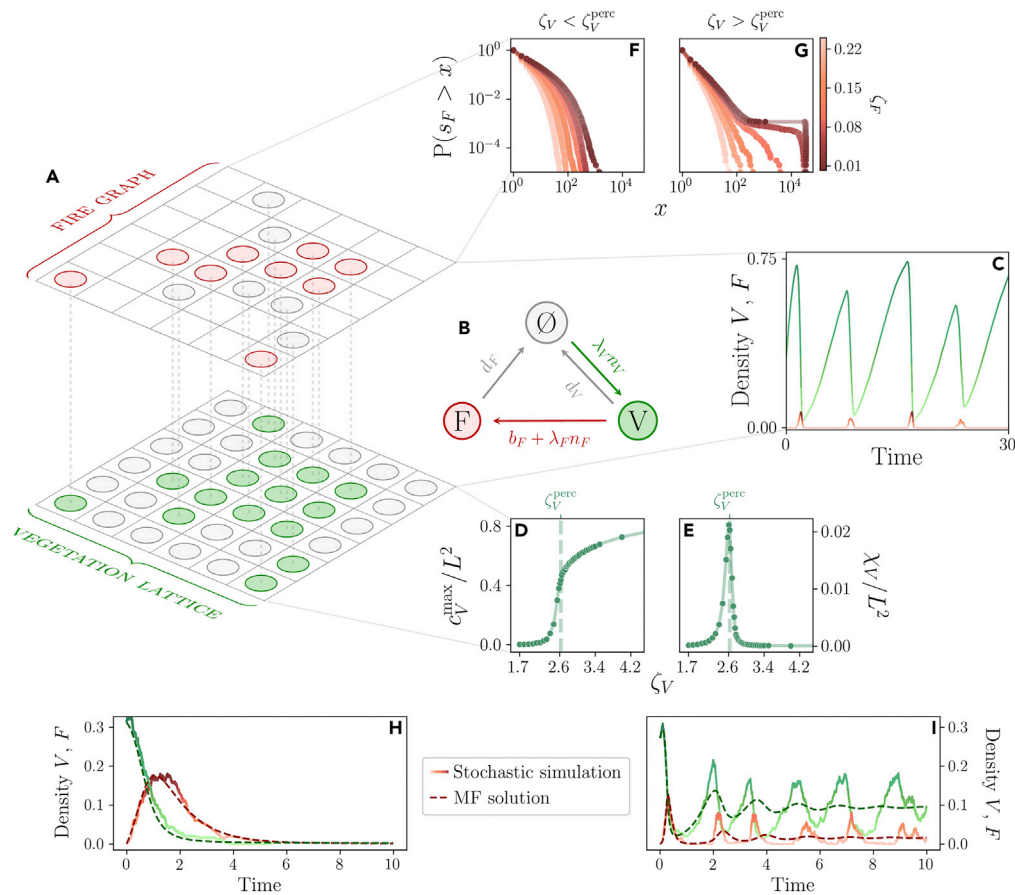 ζ_V < ζ_V^perc
ζ_V > ζ_V^perc
F
G
10^0
10^−2
10^−4
P(s_F > x)
10^0 10^2 10^4
10^0 10^2 10^4
x
0.22
0.15
0.08
0.01
ζ_F
A
FIRE GRAPH
VEGETATION LATTICE
B
∅
F
V
d_F
d_V
λ_V n_V
b_F + λ_F n_F
C
0.75
0.00
Density V, F
0 30
Time
ζ_V^perc
ζ_V^perc
D
E
0.8
0.4
0.0
c_V^max/L^2
0.02
0.01
0.00
χ_V/L^2
1.7 2.6 3.4 4.2
1.7 2.6 3.4 4.2
ζ_V
H
0.3
0.2
0.1
0.0
Density V, F
0 2 4 6 8 10
Time
Stochastic simulation
MF solution
I
0.3
0.2
0.1
0.0
Density V, F
0 2 4 6 8 10
Time